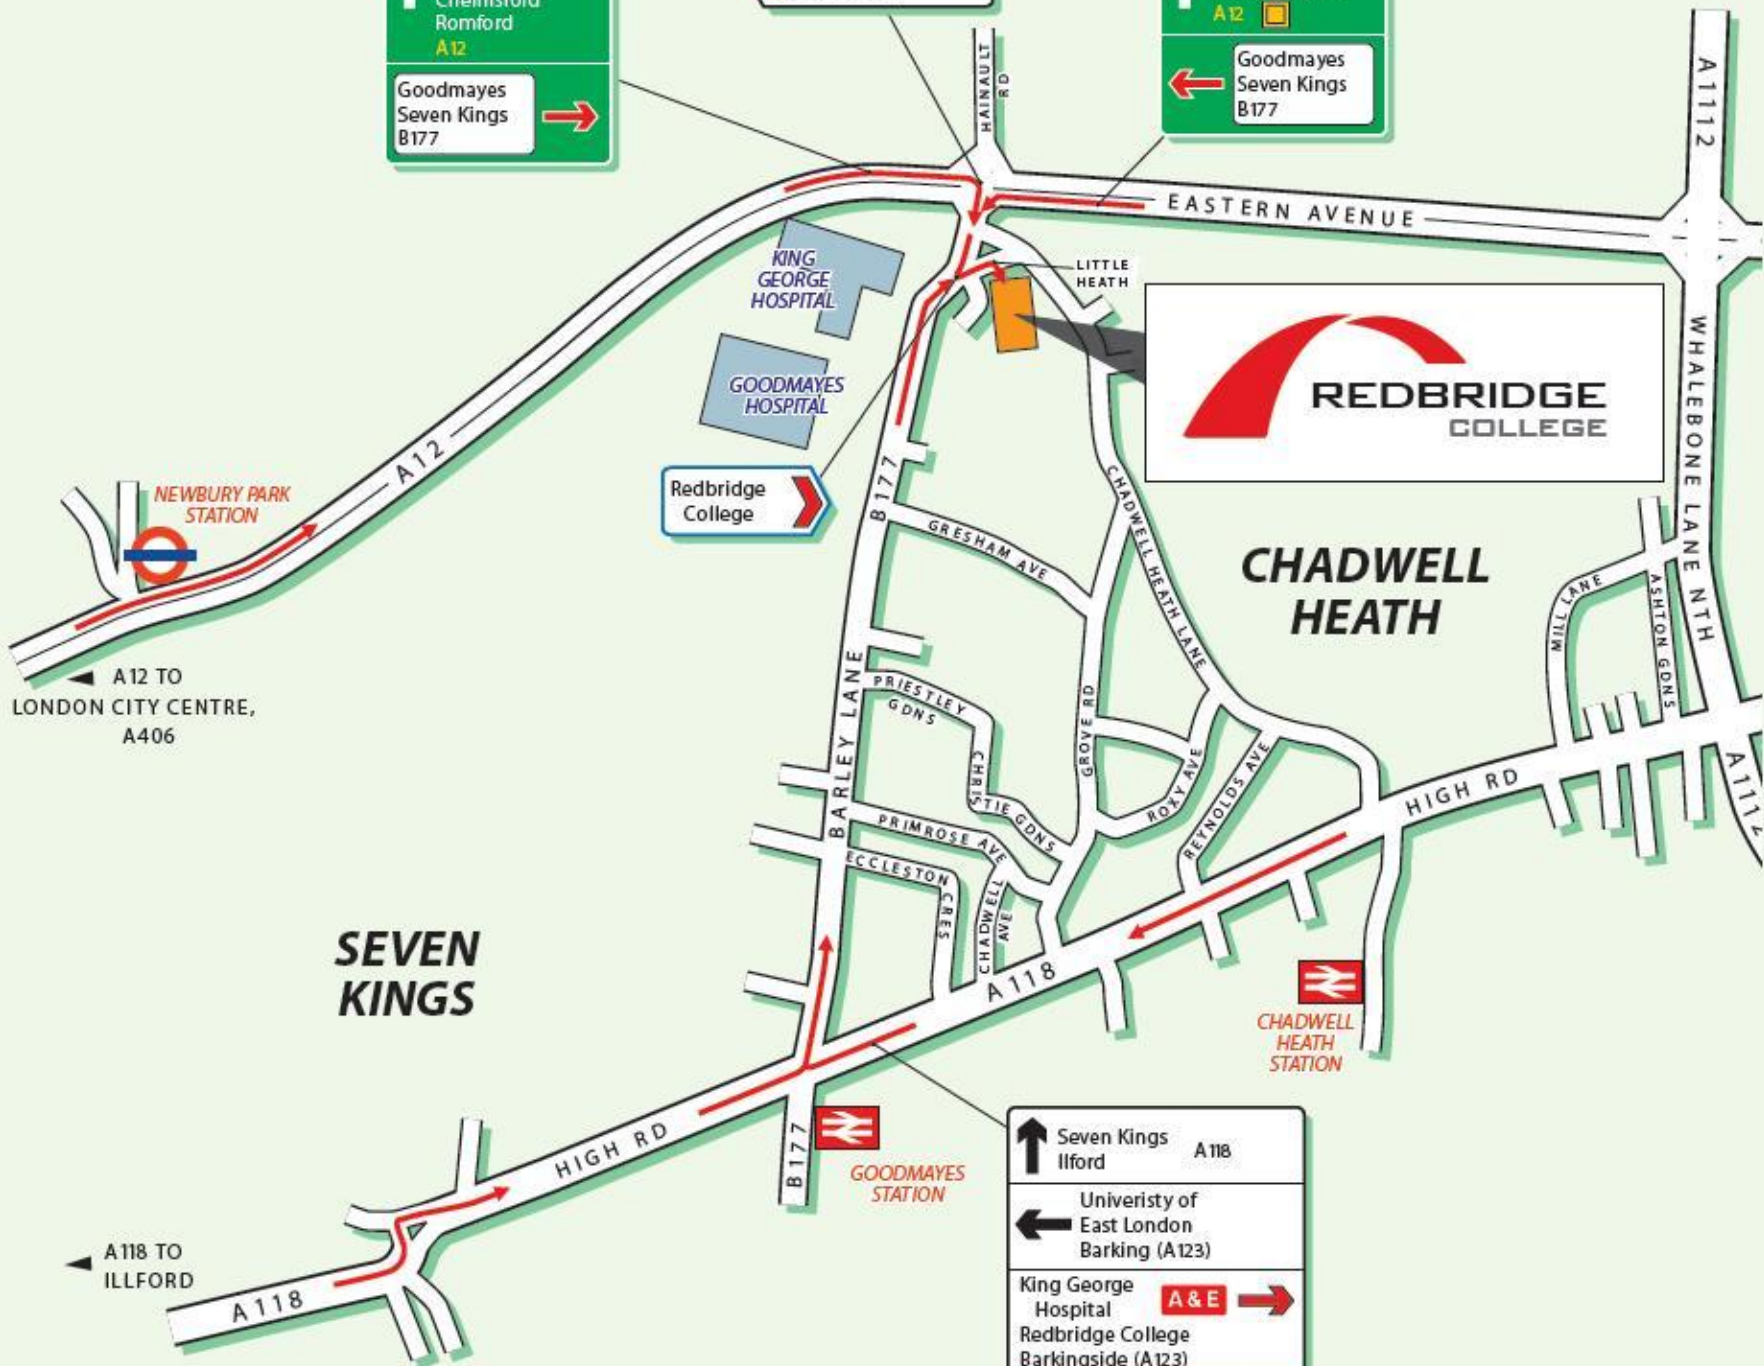 Chelmsford
Romford
A12
Goodmayes
Seven Kings
B177
HAINAULT
RD
A12
Goodmayes
Seven Kings
B177
A1112
EASTERN AVENUE
KING
GEORGE
HOSPITAL
LITTLE
HEATH
GOODMAYES
HOSPITAL
REDBRIDGE
COLLEGE
WHALEBONE LANE NTH
A12
NEWBURY PARK
STATION
Redbridge
College
B177
GRESHAM AVE
CHADWELL HEATH LANE
CHADWELL
HEATH
MILL LANE
ASHTON GDNS
A12 TO
LONDON CITY CENTRE,
A406
BARLEY LANE
PRIESTLEY
GDNS
GROVE RD
CHRISTIE GDNS
ROXY AVE
REYNOLDS AVE
HIGH RD
A1112
PRIMROSE AVE
ECCLESTON
CRES
CHADWELL
AVE
SEVEN
KINGS
A118
CHADWELL
HEATH
STATION
HIGH RD
B177
GOODMAYES
STATION
Seven Kings
Ilford
A118
Univeristy of
East London
Barking (A123)
King George
Hospital
A & E
Redbridge College
Barkingside (A123)
A118 TO
ILLFORD
A118